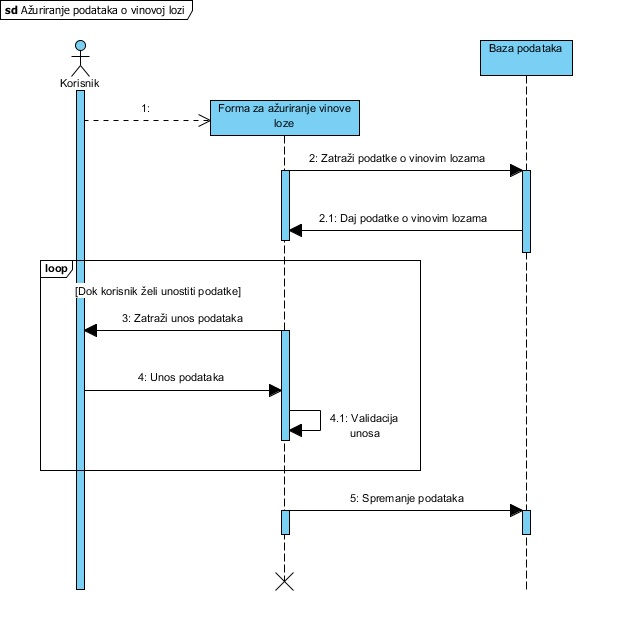 sd Ažuriranje podataka o vinovoj lozi
Baza podataka
Korisnik
1:
Forma za ažuriranje vinove
loze
2: Zatraži podatke o vinovim lozama
2.1: Daj podatke o vinovim lozama
loop
[Dok korisnik želi unostiti podatke]
3: Zatraži unos podataka
4: Unos podataka
4.1: Validacija
unosa
5: Spremanje podataka